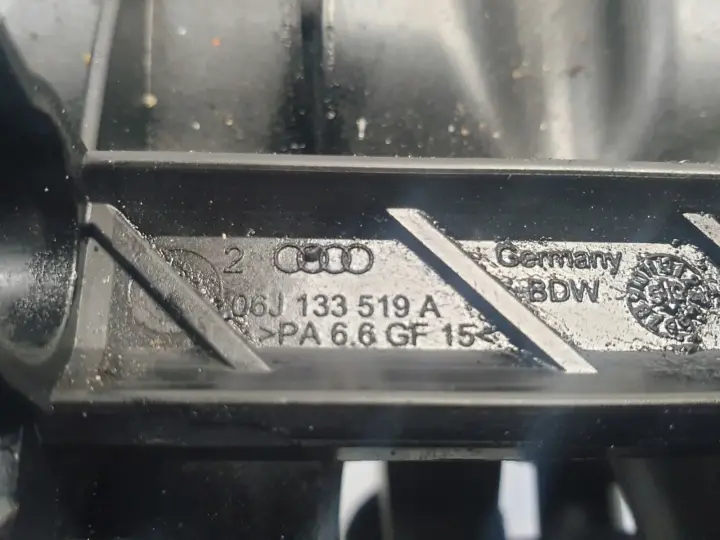 2
Germany
06J 133 519 A
BDW
>PA 6.6 GF 15<